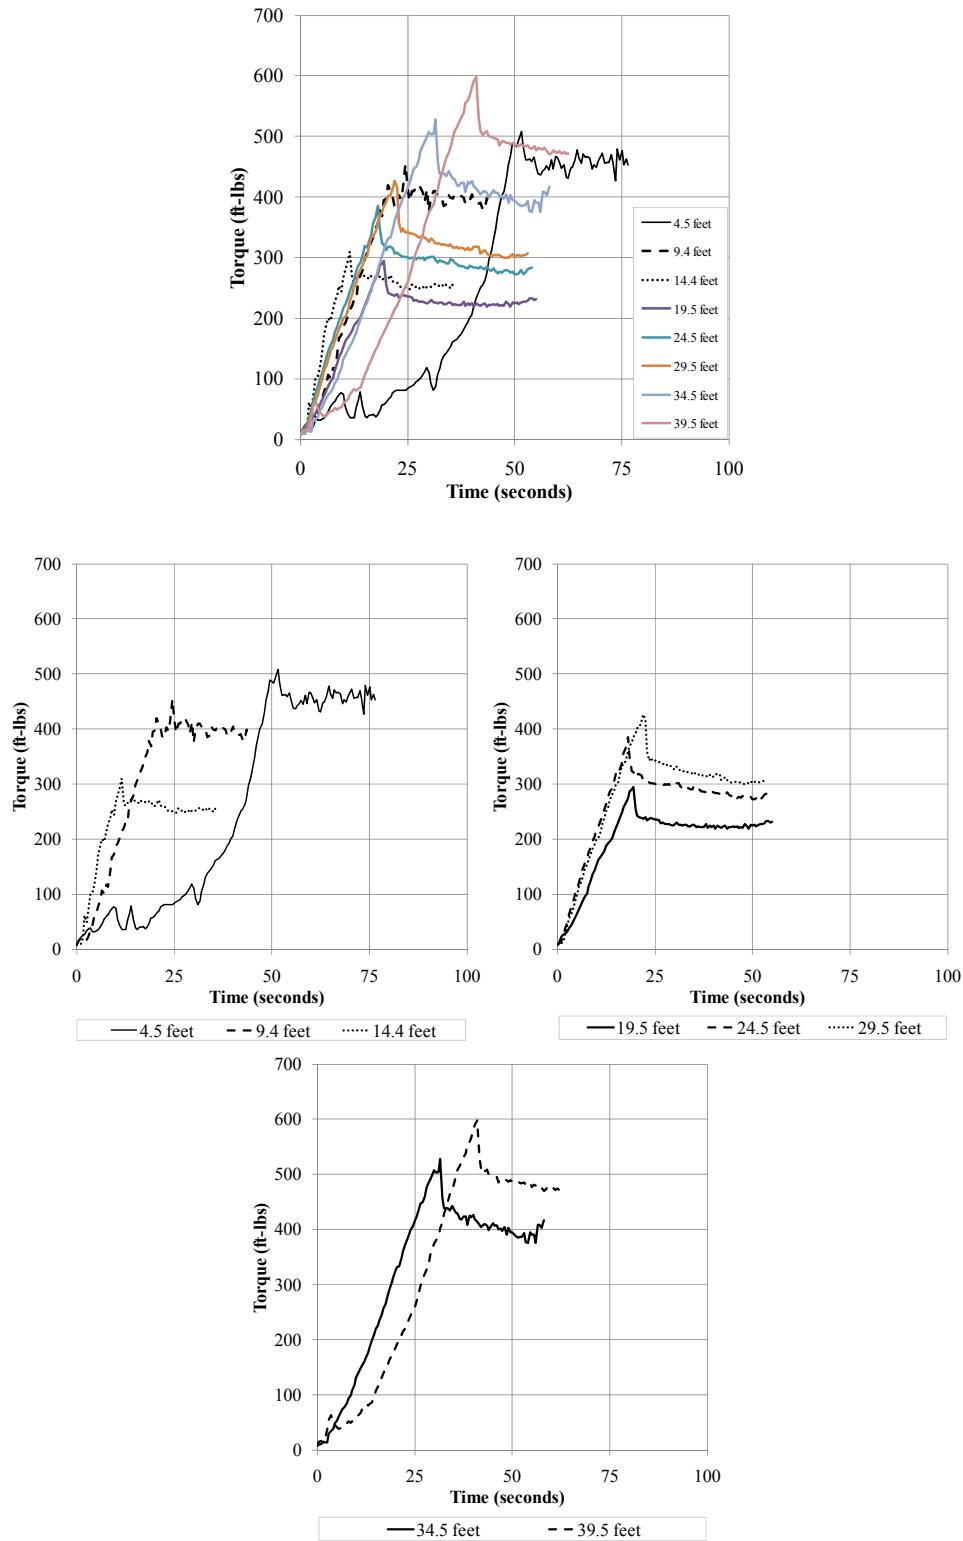 700
600
500
400
300
200
100
0
Torque (ft-lbs)
4.5 feet
9.4 feet
14.4 feet
19.5 feet
24.5 feet
29.5 feet
34.5 feet
39.5 feet
0 25 50 75 100
Time (seconds)
700
600
500
400
300
200
100
0
Torque (ft-lbs)
0 25 50 75 100
Time (seconds)
4.5 feet 9.4 feet 14.4 feet
700
600
500
400
300
200
100
0
Torque (ft-lbs)
0 25 50 75 100
Time (seconds)
19.5 feet 24.5 feet 29.5 feet
700
600
500
400
300
200
100
0
Torque (ft-lbs)
0 25 50 75 100
Time (seconds)
34.5 feet 39.5 feet